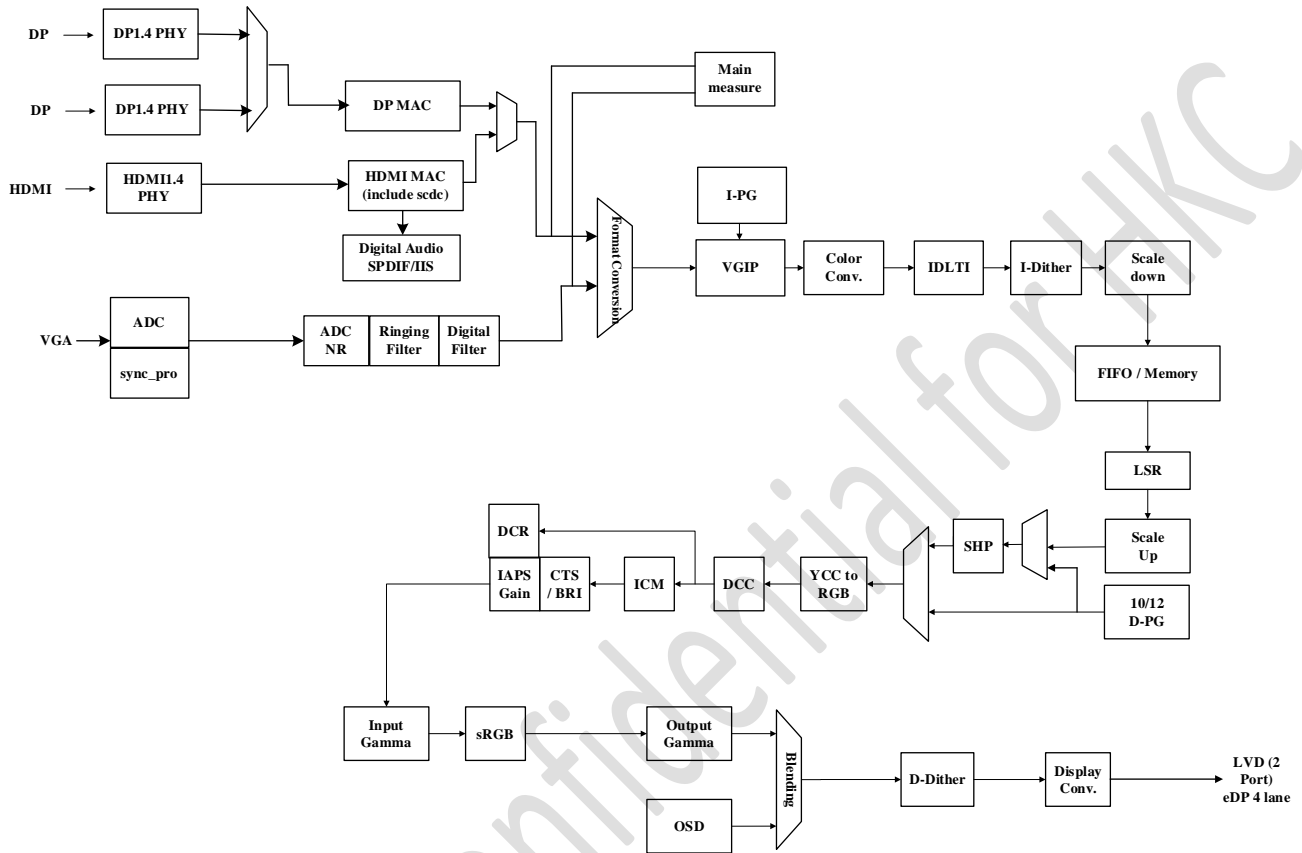 DP
DP1.4 PHY
DP
DP1.4 PHY
DP MAC
Main
measure
HDMI
HDMI1.4
PHY
HDMI MAC
(include scdc)
Digital Audio
SPDIF/IIS
VGA
ADC
sync_pro
ADC
NR
Ringing
Filter
Digital
Filter
Format Conversion
I-PG
VGIP
Color
Conv.
IDLTI
I-Dither
Scale
down
FIFO / Memory
LSR
Scale
Up
10/12
D-PG
SHP
YCC to
RGB
DCC
ICM
DCR
CTS
/ BRI
IAPS
Gain
Input
Gamma
sRGB
Output
Gamma
OSD
Blending
D-Dither
Display
Conv.
LVD (2
Port)
eDP 4 lane
onfidential for HKC